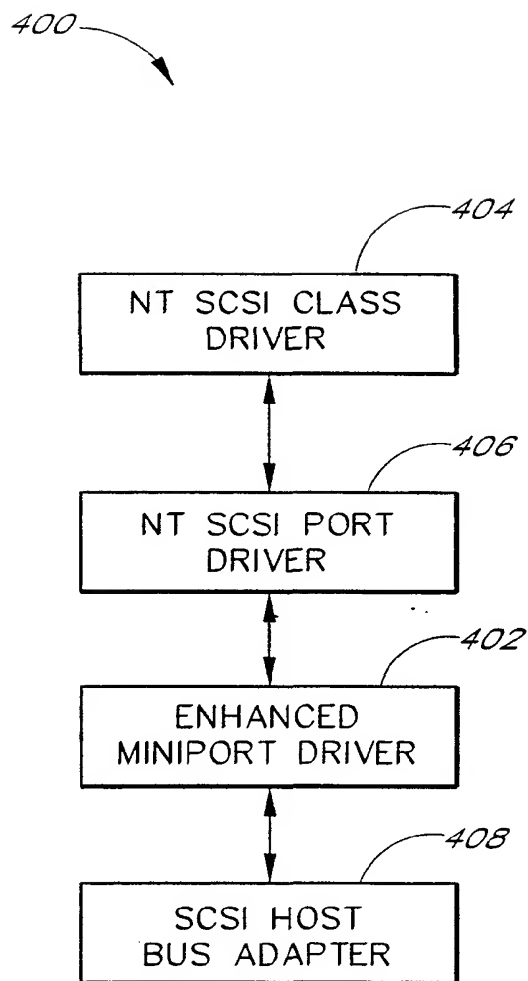 400
404
NT SCSI CLASS
DRIVER
406
NT SCSI PORT
DRIVER
402
ENHANCED
MINIPORT DRIVER
408
SCSI HOST
BUS ADAPTER